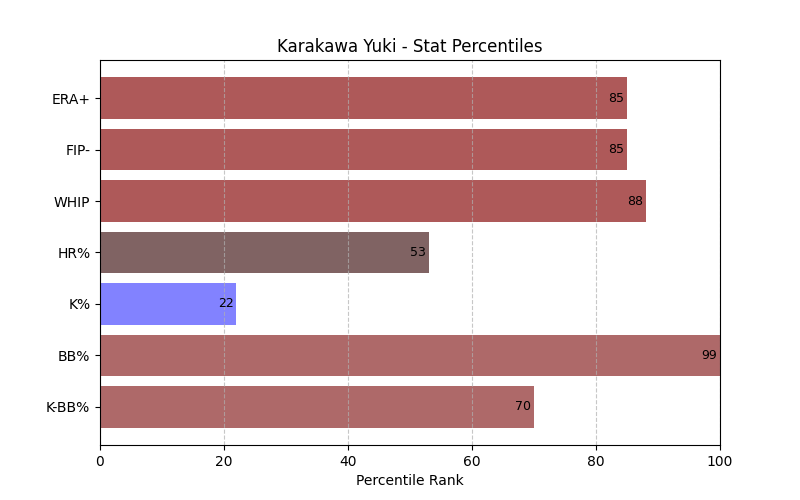 Karakawa Yuki - Stat Percentiles
ERA+ 85
FIP- 85
WHIP 88
HR% 53
K% 22
BB% 99
K-BB% 70
0 20 40 60 80 100
Percentile Rank